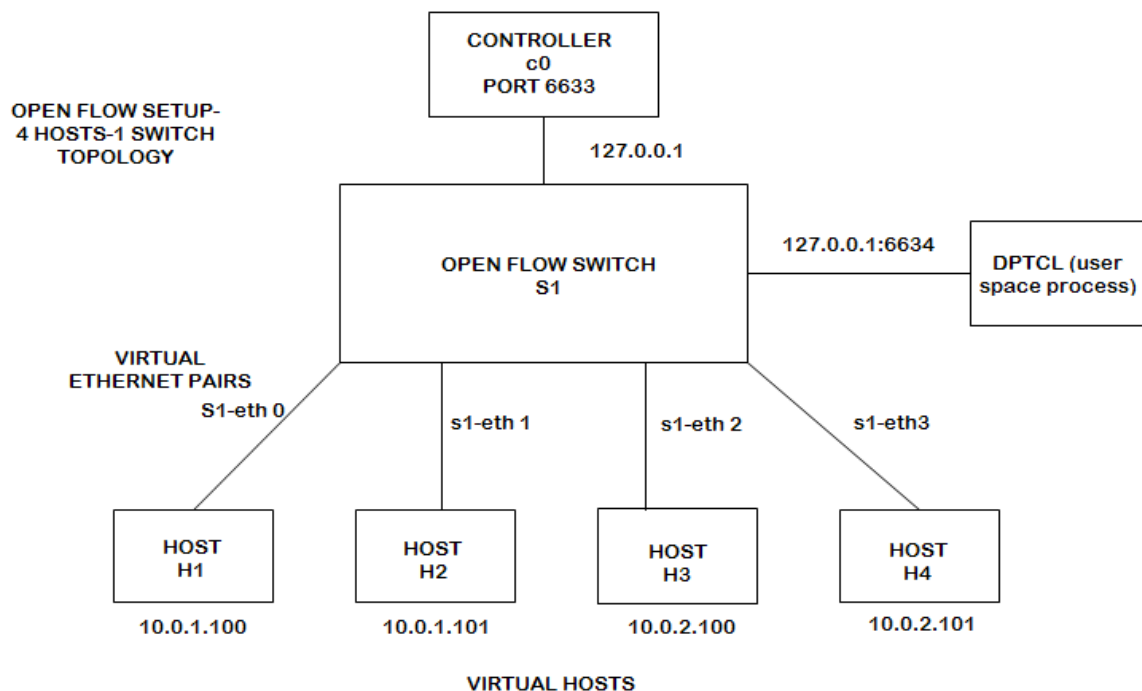 CONTROLLER
c0
PORT 6633
OPEN FLOW SETUP-
4 HOSTS-1 SWITCH
TOPOLOGY
127.0.0.1
OPEN FLOW SWITCH
S1
127.0.0.1:6634
DPTCL (user
space process)
VIRTUAL
ETHERNET PAIRS
S1-eth 0
s1-eth 1
s1-eth 2
s1-eth3
HOST
H1
HOST
H2
HOST
H3
HOST
H4
10.0.1.100
10.0.1.101
10.0.2.100
10.0.2.101
VIRTUAL HOSTS